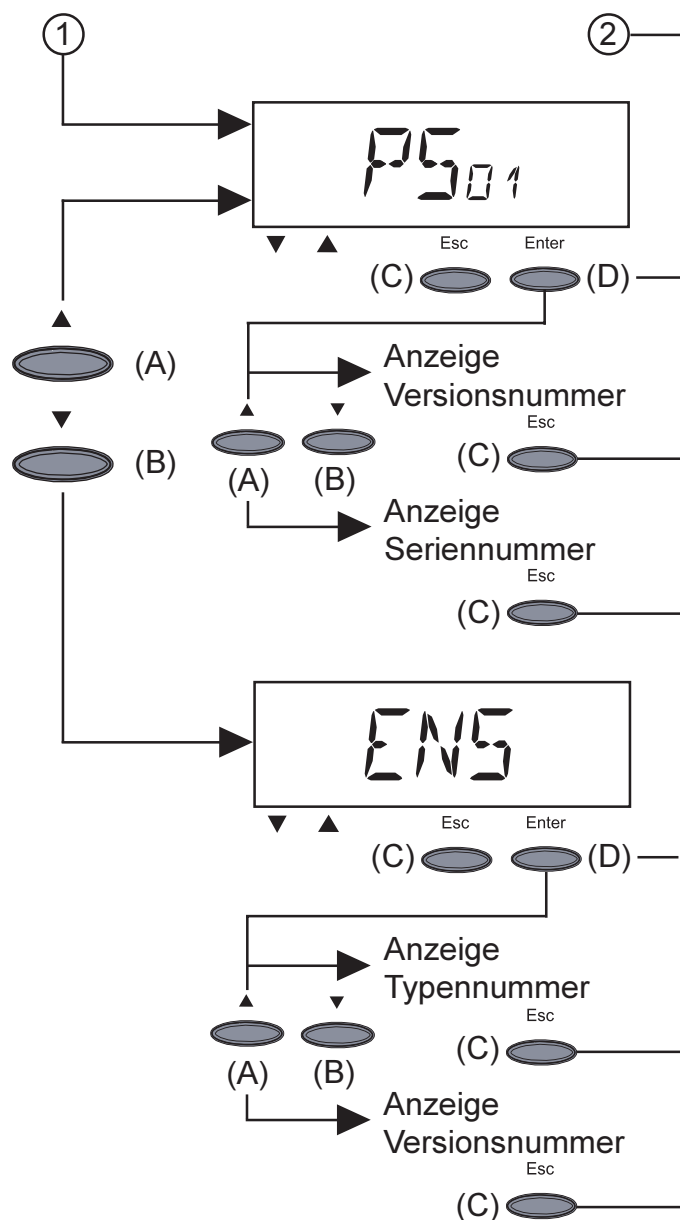 1 2
PS01
▼ ▲ Esc Enter
(C) (D)
▲
(A)
▼
(B)
Anzeige
Versionsnummer
▲ ▼
(A) (B)
Esc
(C)
Anzeige
Seriennummer
Esc
(C)
ENS
▼ ▲ Esc Enter
(C) (D)
Anzeige
Typennummer
▲ ▼
(A) (B)
Esc
(C)
Anzeige
Versionsnummer
Esc
(C)